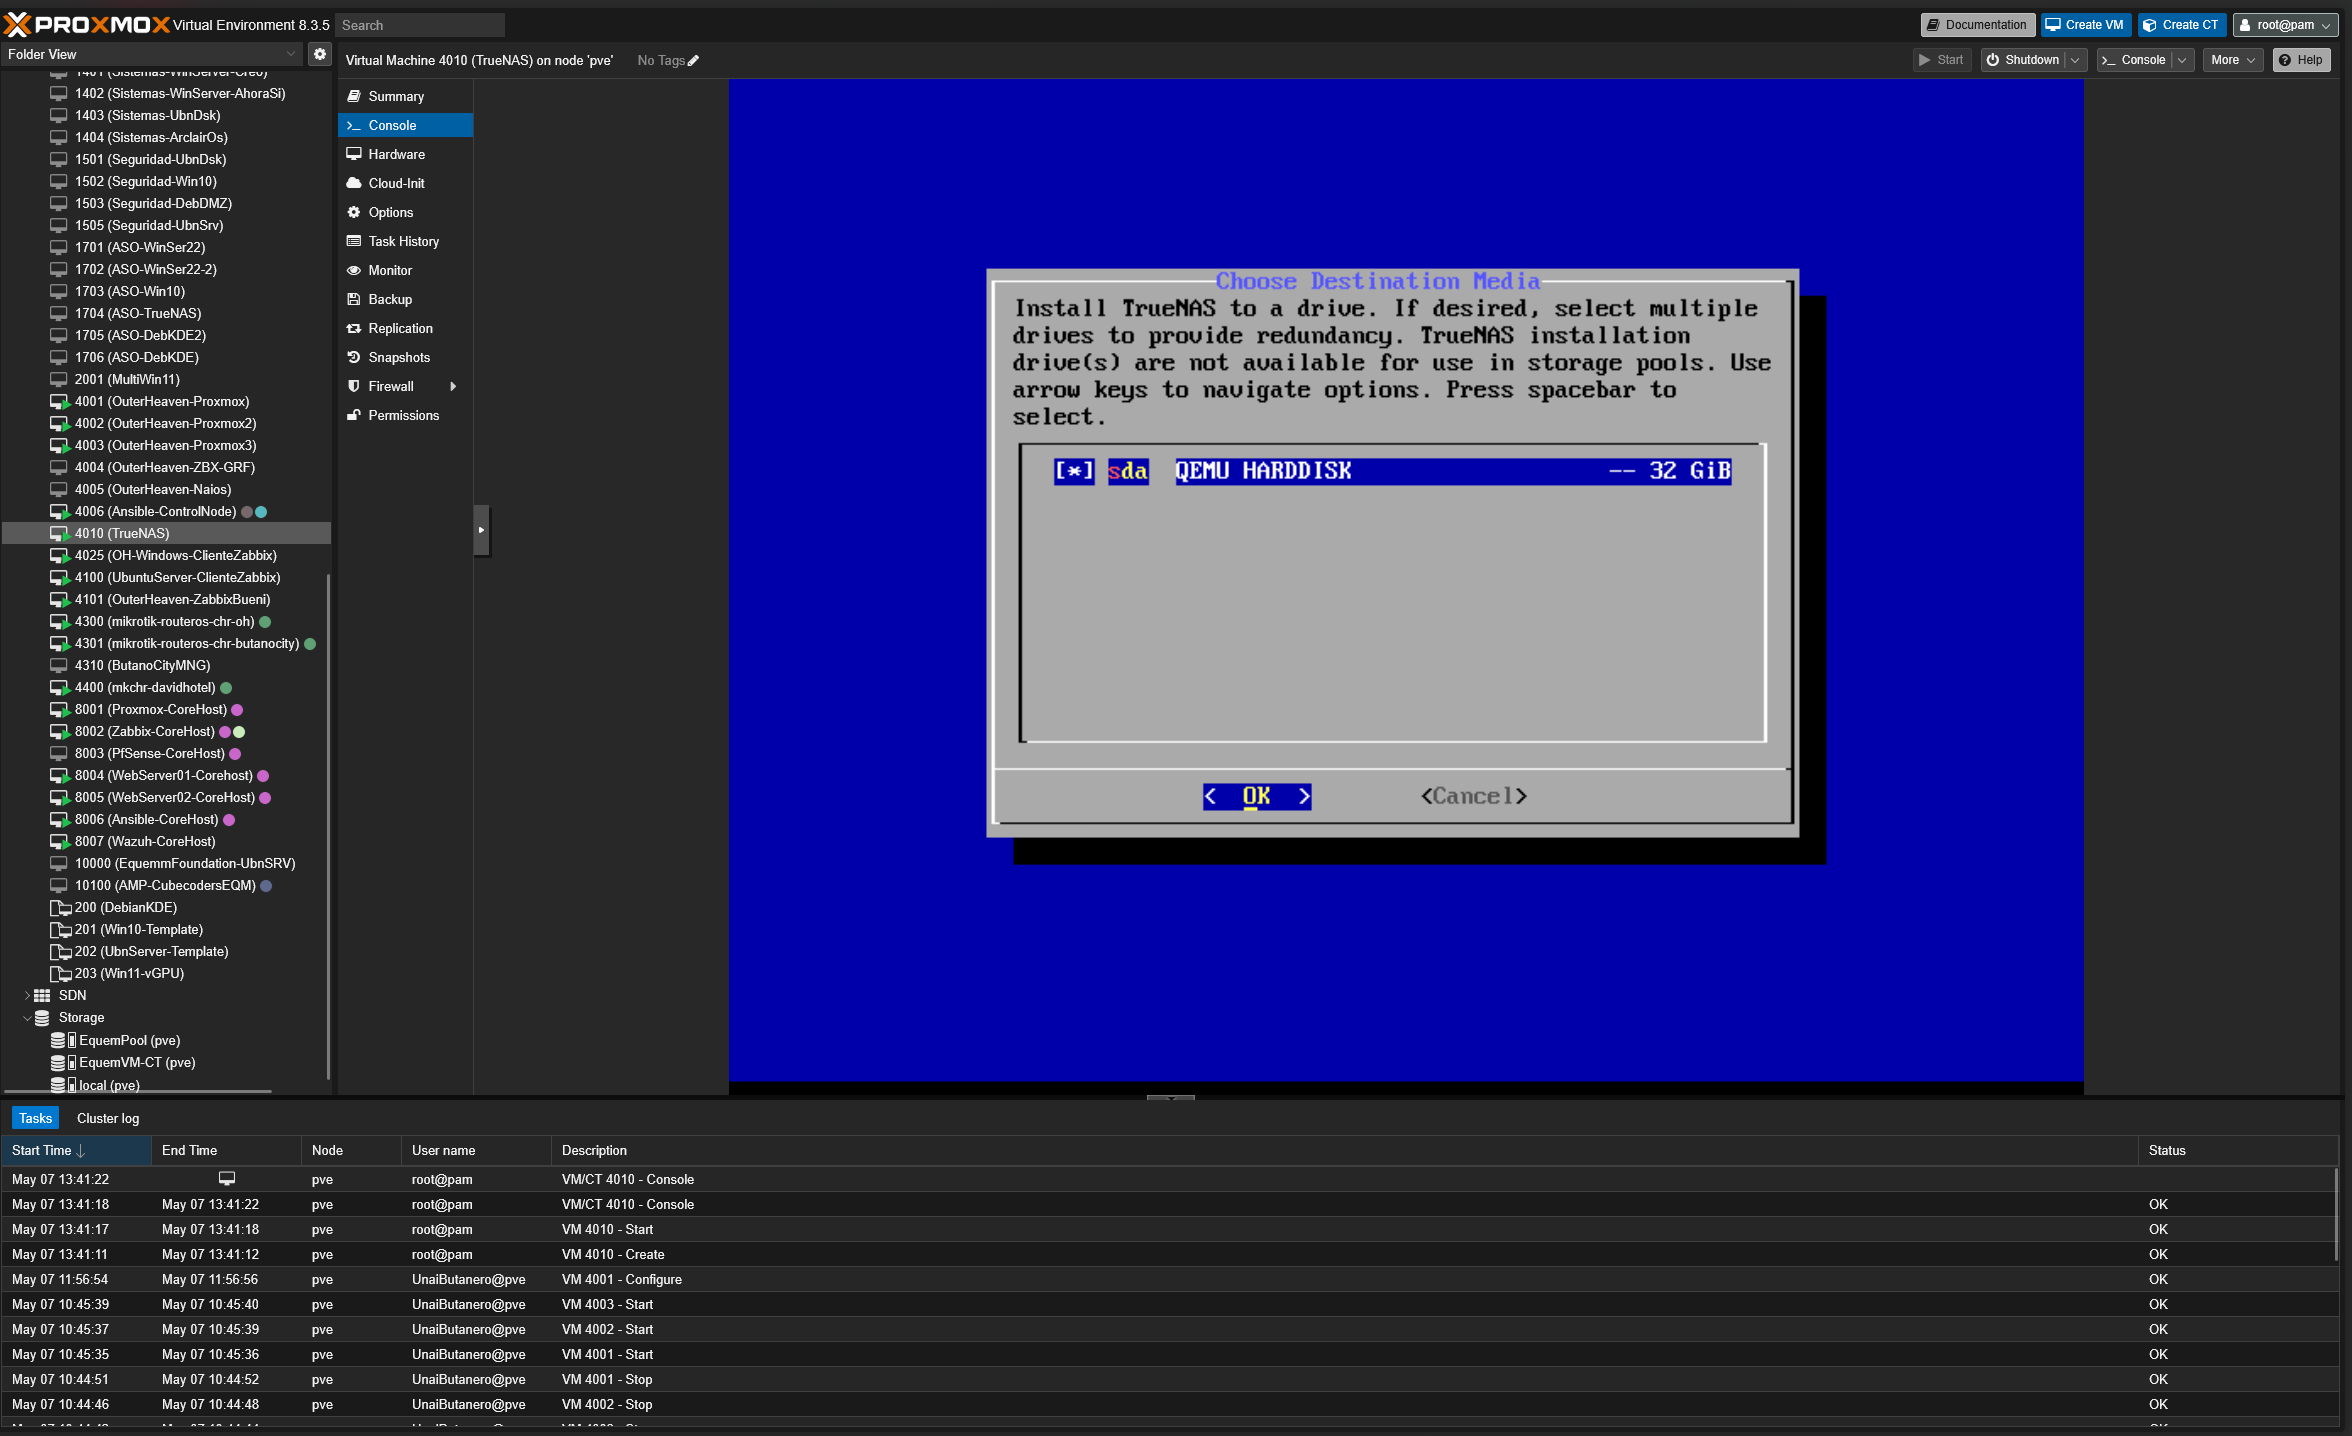 PROXMOX Virtual Environment 8.3.5 Search
Documentation Create VM Create CT root@pam
Folder View
Virtual Machine 4010 (TrueNAS) on node 'pve' No Tags
Start Shutdown Console More Help
1401 (Sistemas-WinServer-Creo)
1402 (Sistemas-WinServer-AhoraSi)
1403 (Sistemas-UbnDsk)
1404 (Sistemas-ArclairOs)
1501 (Seguridad-UbnDsk)
1502 (Seguridad-Win10)
1503 (Seguridad-DebDMZ)
1505 (Seguridad-UbnSrv)
1701 (ASO-WinSer22)
1702 (ASO-WinSer22-2)
1703 (ASO-Win10)
1704 (ASO-TrueNAS)
1705 (ASO-DebKDE2)
1706 (ASO-DebKDE)
2001 (MultiWin11)
4001 (OuterHeaven-Proxmox)
4002 (OuterHeaven-Proxmox2)
4003 (OuterHeaven-Proxmox3)
4004 (OuterHeaven-ZBX-GRF)
4005 (OuterHeaven-Naios)
4006 (Ansible-ControlNode)
4010 (TrueNAS)
4025 (OH-Windows-ClienteZabbix)
4100 (UbuntuServer-ClienteZabbix)
4101 (OuterHeaven-ZabbixBueni)
4300 (mikrotik-routeros-chr-oh)
4301 (mikrotik-routeros-chr-butanocity)
4310 (ButanoCityMNG)
4400 (mkchr-davidhotel)
8001 (Proxmox-CoreHost)
8002 (Zabbix-CoreHost)
8003 (PfSense-CoreHost)
8004 (WebServer01-Corehost)
8005 (WebServer02-CoreHost)
8006 (Ansible-CoreHost)
8007 (Wazuh-CoreHost)
10000 (EquemmFoundation-UbnSRV)
10100 (AMP-CubecodersEQM)
200 (DebianKDE)
201 (Win10-Template)
202 (UbnServer-Template)
203 (Win11-vGPU)
SDN
Storage
EquemPool (pve)
EquemVM-CT (pve)
local (pve)
Summary
Console
Hardware
Cloud-Init
Options
Task History
Monitor
Backup
Replication
Snapshots
Firewall
Permissions
Choose Destination Media
Install TrueNAS to a drive. If desired, select multiple
drives to provide redundancy. TrueNAS installation
drive(s) are not available for use in storage pools. Use
arrow keys to navigate options. Press spacebar to
select.
[*] sda QEMU HARDDISK -- 32 GiB
< OK > <Cancel>
Tasks Cluster log
Start Time End Time Node User name Description Status
May 07 13:41:22 pve root@pam VM/CT 4010 - Console
May 07 13:41:18 May 07 13:41:22 pve root@pam VM/CT 4010 - Console OK
May 07 13:41:17 May 07 13:41:18 pve root@pam VM 4010 - Start OK
May 07 13:41:11 May 07 13:41:12 pve root@pam VM 4010 - Create OK
May 07 11:56:54 May 07 11:56:56 pve UnaiButanero@pve VM 4001 - Configure OK
May 07 10:45:39 May 07 10:45:40 pve UnaiButanero@pve VM 4003 - Start OK
May 07 10:45:37 May 07 10:45:39 pve UnaiButanero@pve VM 4002 - Start OK
May 07 10:45:35 May 07 10:45:36 pve UnaiButanero@pve VM 4001 - Start OK
May 07 10:44:51 May 07 10:44:52 pve UnaiButanero@pve VM 4001 - Stop OK
May 07 10:44:46 May 07 10:44:48 pve UnaiButanero@pve VM 4002 - Stop OK